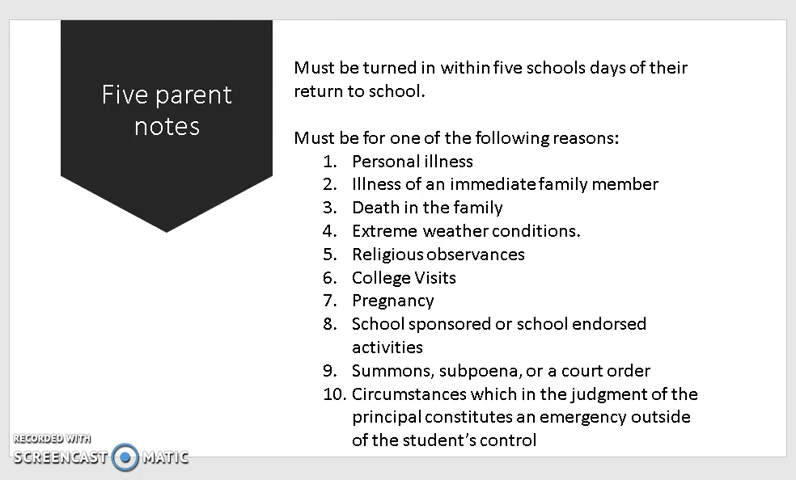 Five parent
notes
Must be turned in within five schools days of their
return to school.
Must be for one of the following reasons:
1. Personal illness
2. Illness of an immediate family member
3. Death in the family
4. Extreme weather conditions.
5. Religious observances
6. College Visits
7. Pregnancy
8. School sponsored or school endorsed
activities
9. Summons, subpoena, or a court order
10. Circumstances which in the judgment of the
principal constitutes an emergency outside
of the student's control
RECORDED WITH
SCREENCAST MATIC